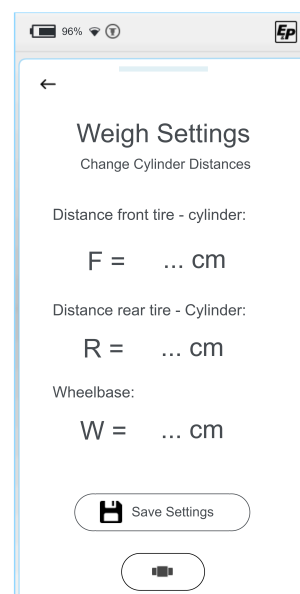 96%
EP
Weigh Settings
Change Cylinder Distances
Distance front tire - cylinder:
F = ... cm
Distance rear tire - Cylinder:
R = ... cm
Wheelbase:
W = ... cm
Save Settings